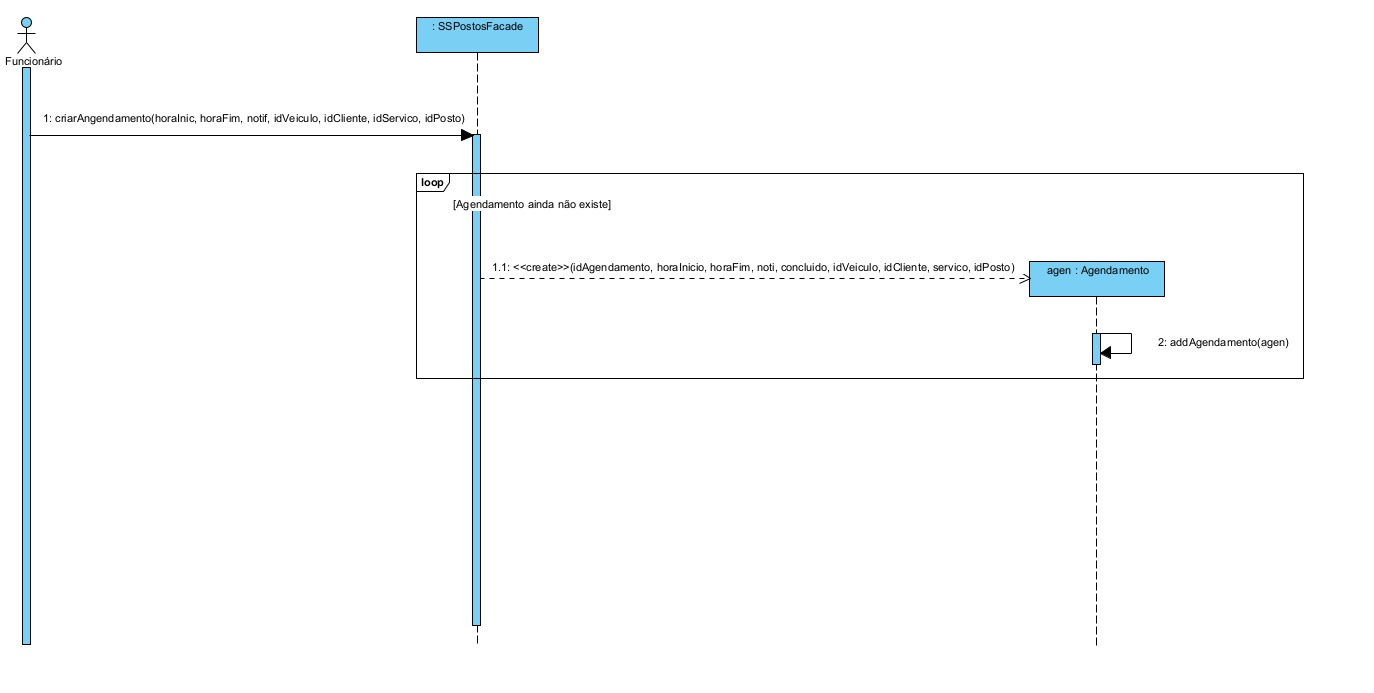 : SSPostosFacade
Funcionário
1: criarAngendamento(horaInic, horaFim, notif, idVeiculo, idCliente, idServico, idPosto)
loop
[Agendamento ainda não existe]
1.1: <<create>>(idAgendamento, horaInicio, horaFim, noti, concluido, idVeiculo, idCliente, servico, idPosto)
agen : Agendamento
2: addAgendamento(agen)